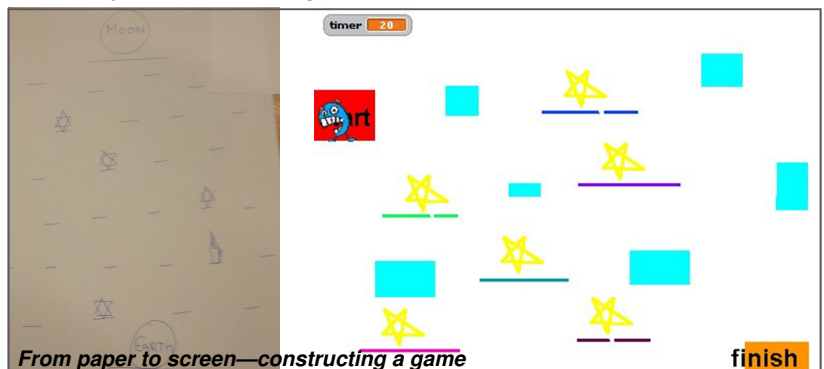 MOON
timer 20
art
EARTH
From paper to screen—constructing a game
finish